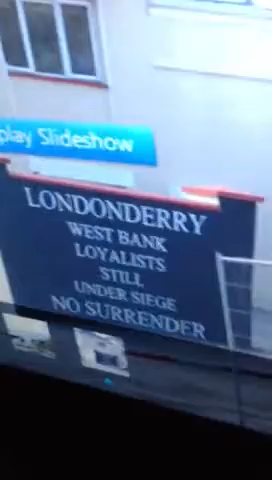 play Slideshow
LONDONDERRY
WEST BANK
LOYALISTS
STILL
UNDER SIEGE
NO SURRENDER